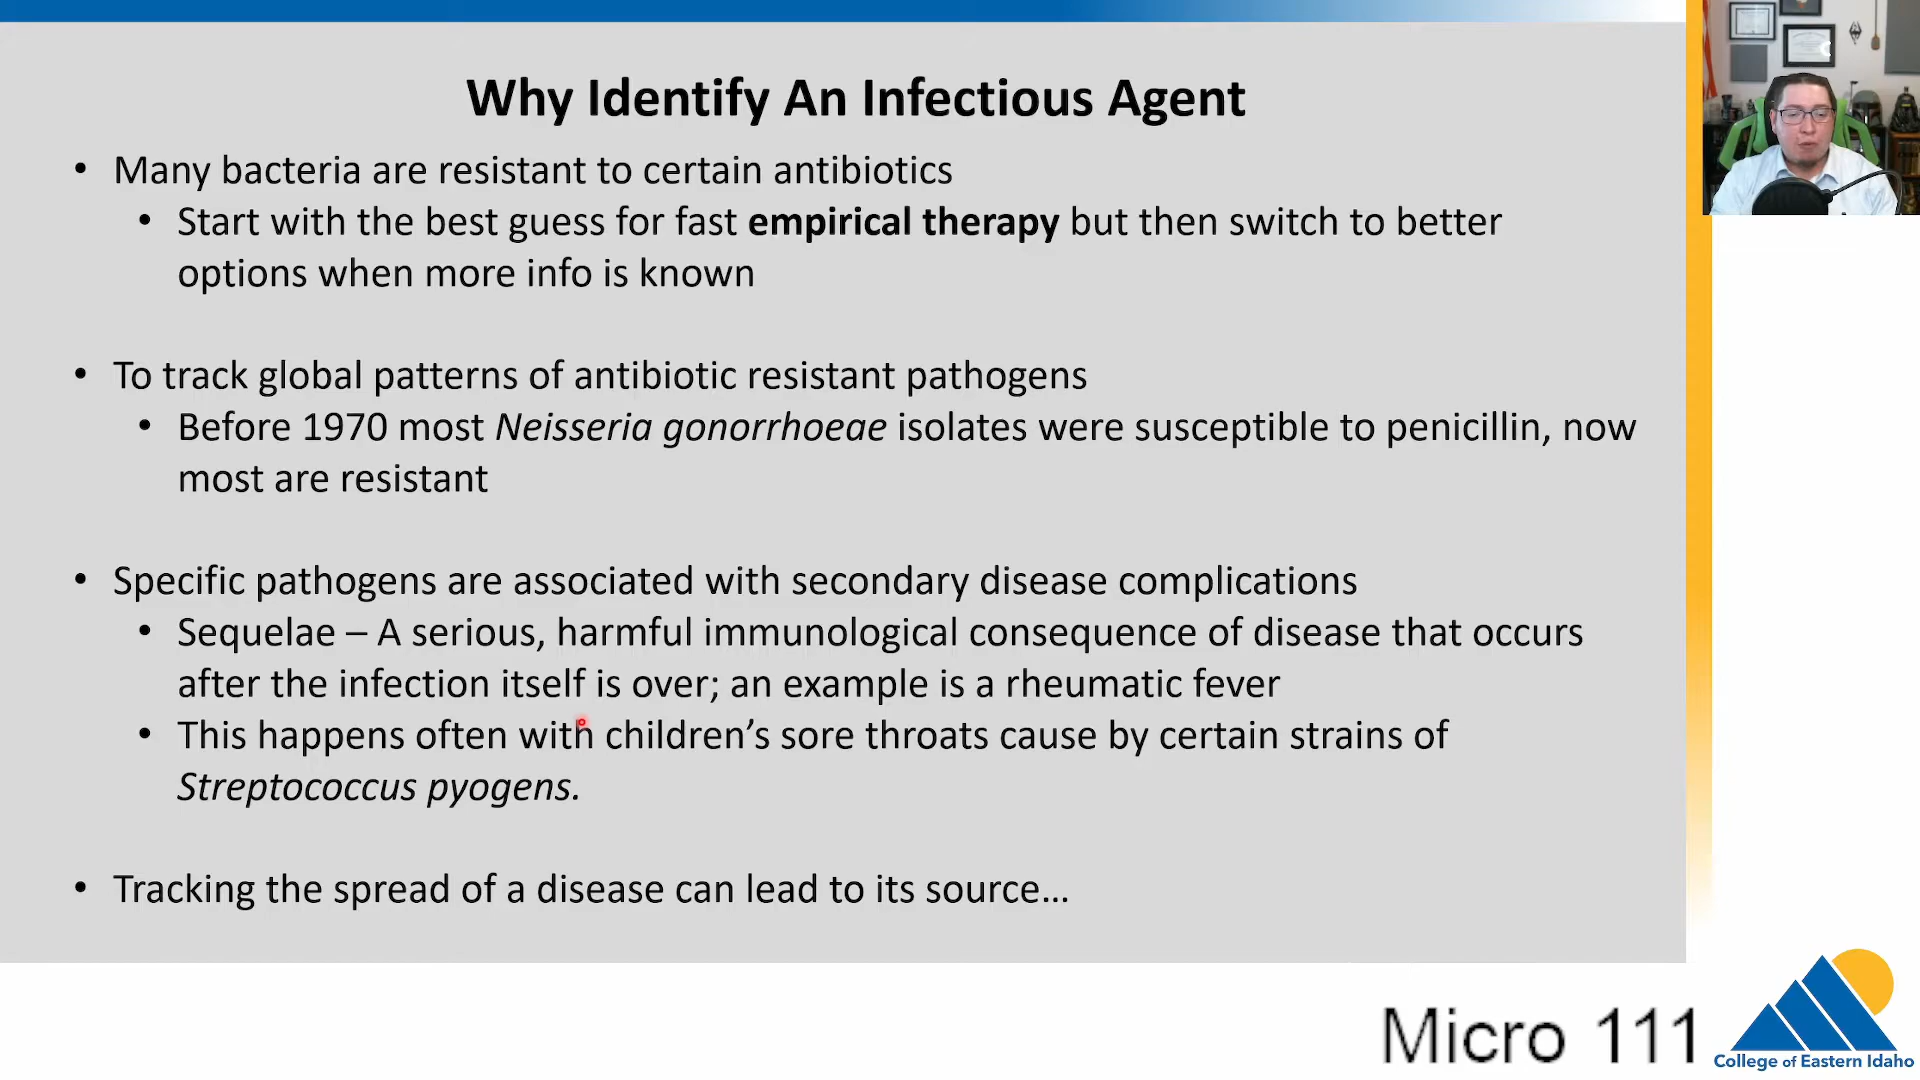 Why Identify An Infectious Agent
• Many bacteria are resistant to certain antibiotics
• Start with the best guess for fast empirical therapy but then switch to better
options when more info is known
• To track global patterns of antibiotic resistant pathogens
• Before 1970 most Neisseria gonorrhoeae isolates were susceptible to penicillin, now
most are resistant
• Specific pathogens are associated with secondary disease complications
• Sequelae – A serious, harmful immunological consequence of disease that occurs
after the infection itself is over; an example is a rheumatic fever
• This happens often with children’s sore throats cause by certain strains of
Streptococcus pyogens.
• Tracking the spread of a disease can lead to its source…
Micro 111
College of Eastern Idaho